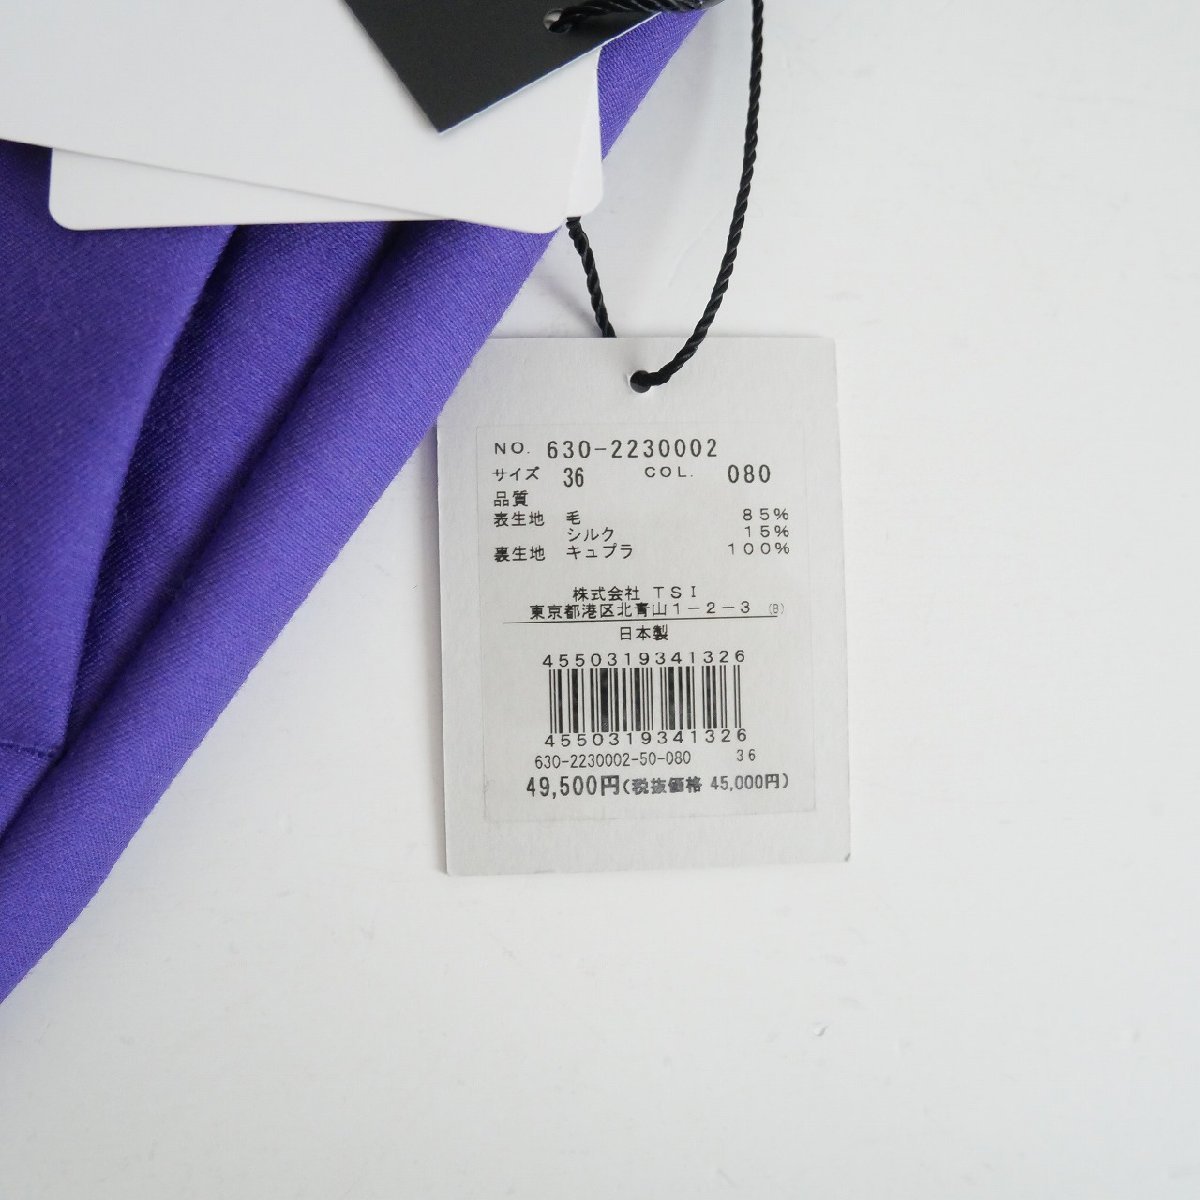 NO. 630-2230002
サイズ 36 COL. 080
品質
表生地 毛 85%
シルク 15%
裏生地 キュプラ 100%
株式会社 TSI
東京都港区北青山1-2-3 (B)
日本製
4550319341326
4550319341326
630-2230002-50-080 36
49,500円(税抜価格 45,000円)